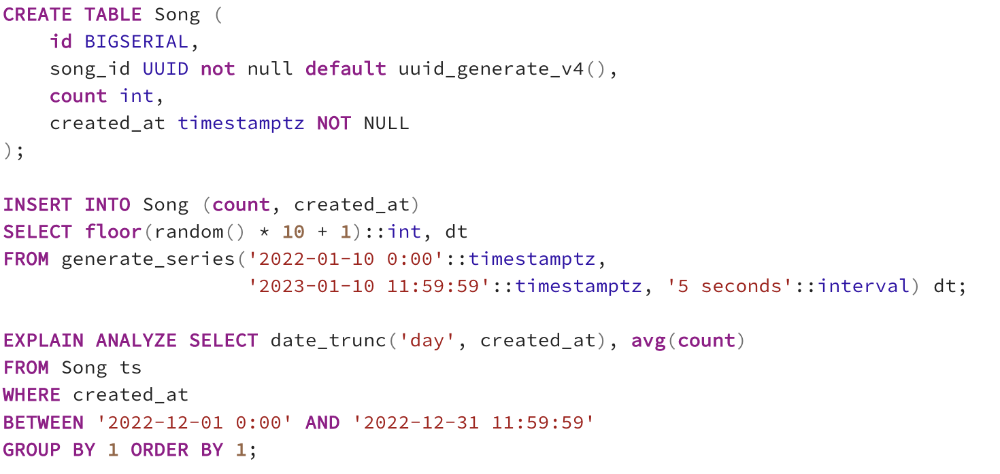 CREATE TABLE Song (
    id BIGSERIAL,
    song_id UUID not null default uuid_generate_v4(),
    count int,
    created_at timestamptz NOT NULL
);

INSERT INTO Song (count, created_at)
SELECT floor(random() * 10 + 1)::int, dt
FROM generate_series('2022-01-10 0:00'::timestamptz,
                     '2023-01-10 11:59:59'::timestamptz, '5 seconds'::interval) dt;

EXPLAIN ANALYZE SELECT date_trunc('day', created_at), avg(count)
FROM Song ts
WHERE created_at
BETWEEN '2022-12-01 0:00' AND '2022-12-31 11:59:59'
GROUP BY 1 ORDER BY 1;